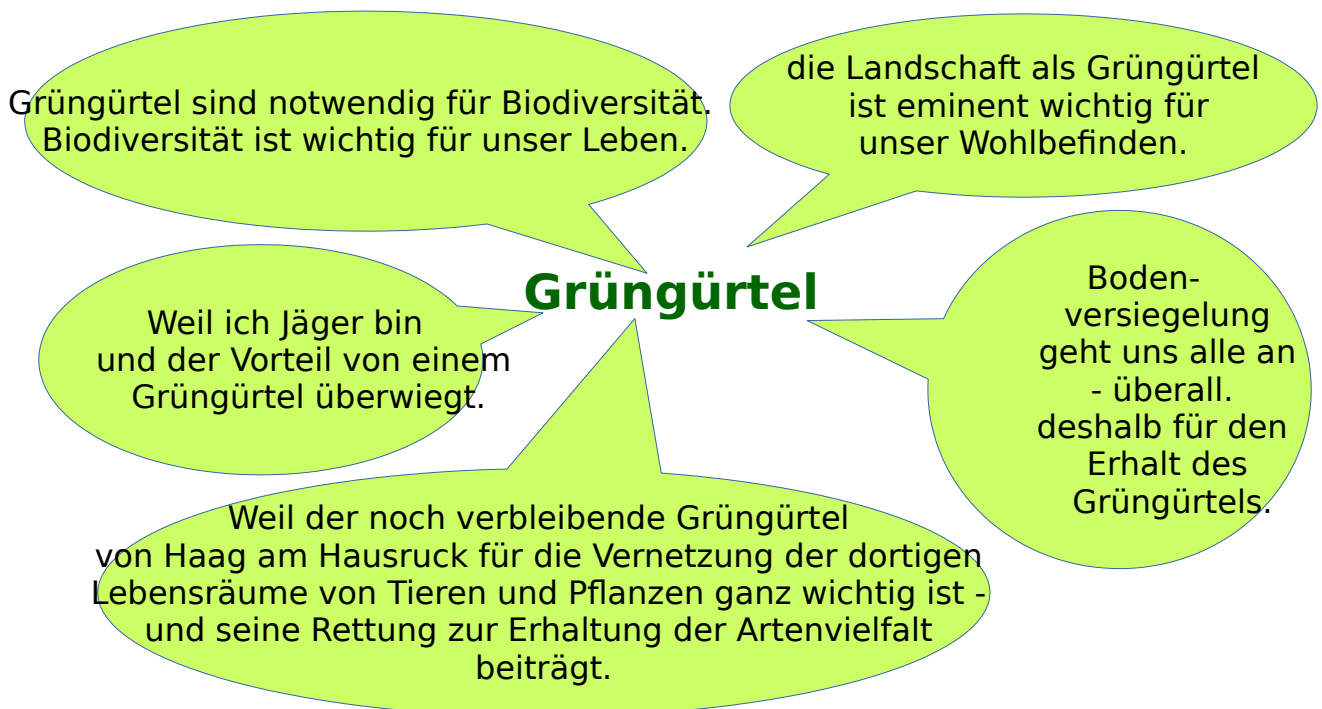 Grüngürtel sind notwendig für Biodiversität.
Biodiversität ist wichtig für unser Leben.
die Landschaft als Grüngürtel
ist eminent wichtig für
unser Wohlbefinden.
Grüngürtel
Weil ich Jäger bin
und der Vorteil von einem
Grüngürtel überwiegt.
Boden-
versiegelung
geht uns alle an
- überall.
deshalb für den
Erhalt des
Grüngürtels.
Weil der noch verbleibende Grüngürtel
von Haag am Hausruck für die Vernetzung der dortigen
Lebensräume von Tieren und Pflanzen ganz wichtig ist -
und seine Rettung zur Erhaltung der Artenvielfalt
beiträgt.